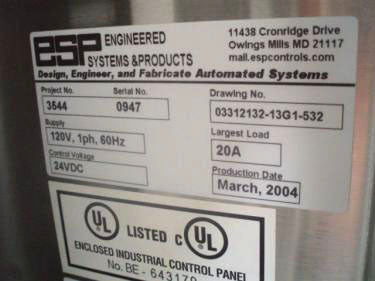 ESP ENGINEERED SYSTEMS & PRODUCTS
11438 Cronridge Drive
Owings Mills MD 21117
mail.espcontrols.com
Design, Engineer, and Fabricate Automated Systems
Project No. Serial No. Drawing No.
3544 0947 03312132-13G1-532
Supply Largest Load
120V, 1ph, 60Hz 20A
Control Voltage Production Date
24VDC March, 2004
UL LISTED C UL
ENCLOSED INDUSTRIAL CONTROL PANEL
No. BE -